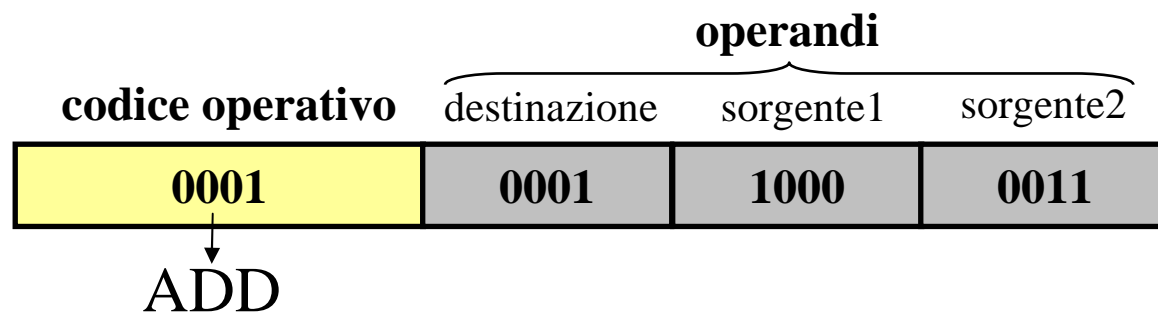 operandi
codice operativo destinazione sorgente1 sorgente2
0001 0001 1000 0011
ADD